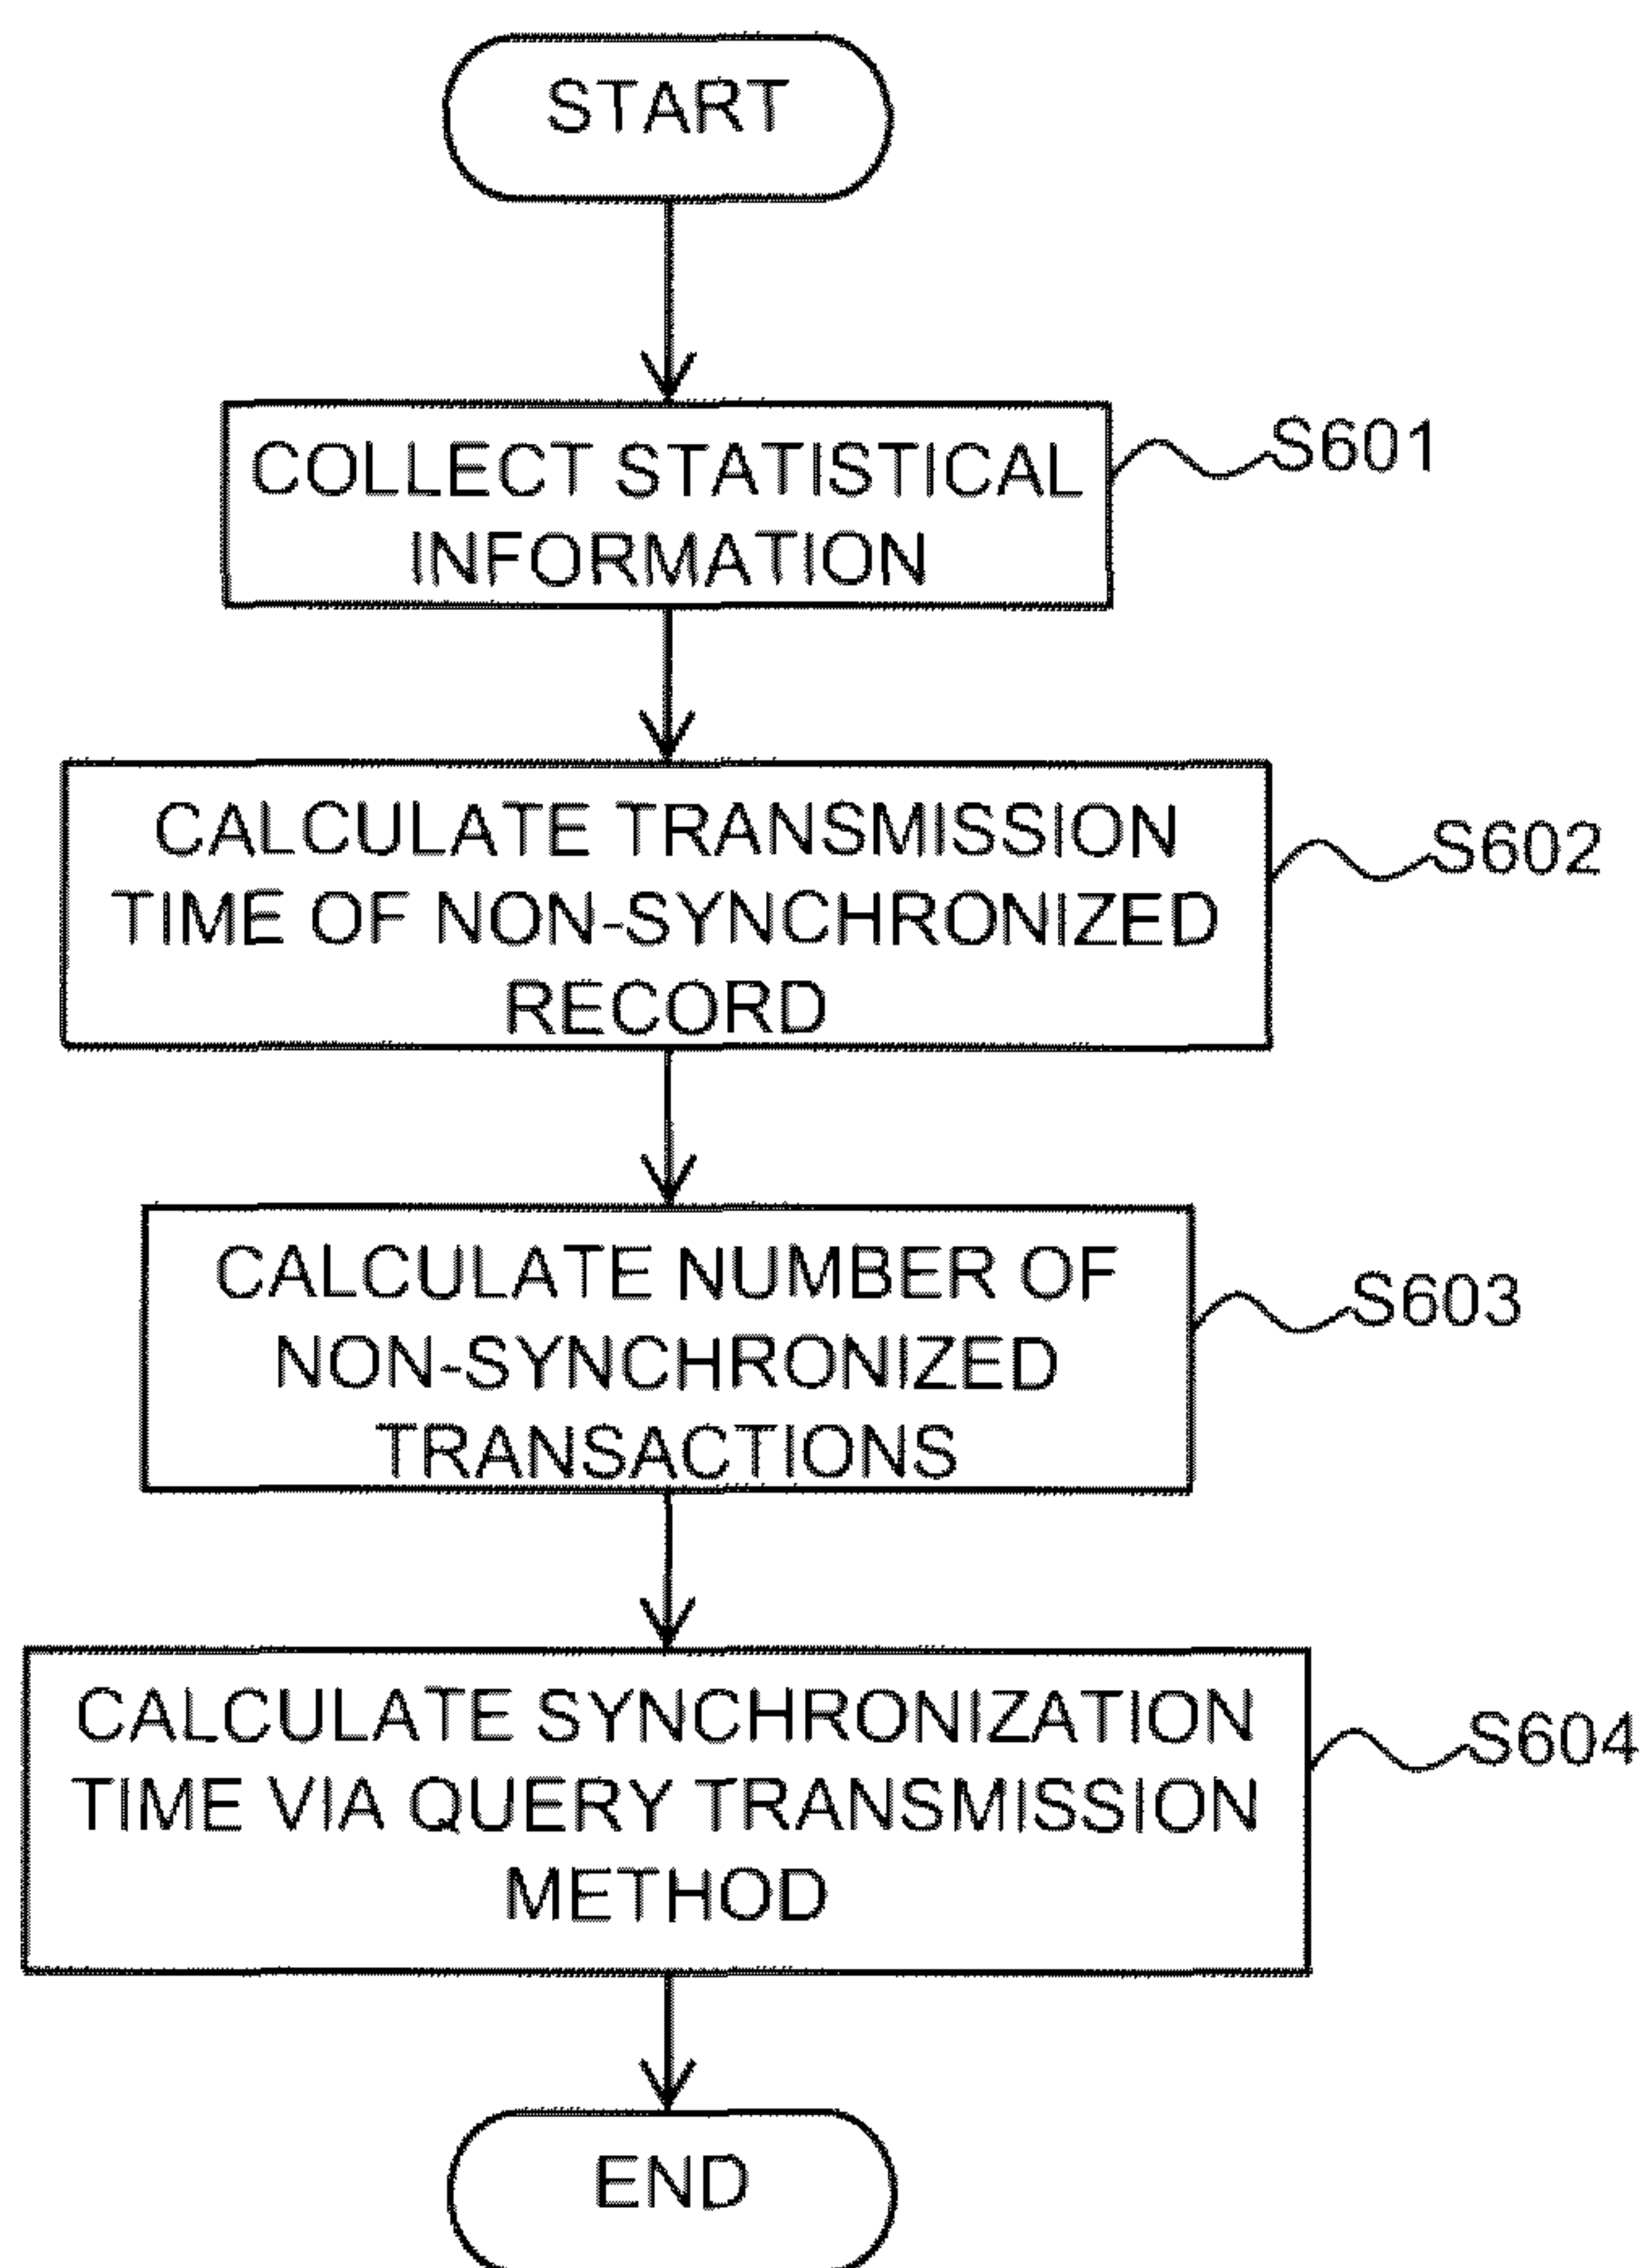 START
COLLECT STATISTICAL
INFORMATION
S601
CALCULATE TRANSMISSION
TIME OF NON-SYNCHRONIZED
RECORD
S602
CALCULATE NUMBER OF
NON-SYNCHRONIZED
TRANSACTIONS
S603
CALCULATE SYNCHRONIZATION
TIME VIA QUERY TRANSMISSION
METHOD
S604
END